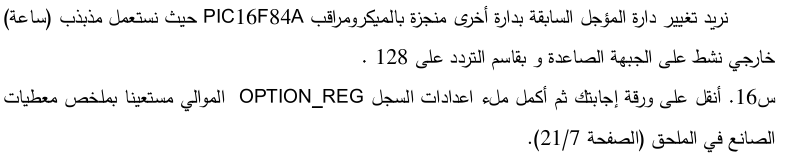 نريد تغيير دارة المؤجل السابقة بدارة أخرى منجزة بالميكرومراقب PIC16F84A حيث نستعمل مذبذب (ساعة)
خارجي نشط على الجبهة الصاعدة و بقاسم التردد على 128 .
س16. أنقل على ورقة إجابتك ثم أكمل ملء اعدادات السجل OPTION_REG الموالي مستعينا بملخص معطيات
الصانع في الملحق (الصفحة 21/7).